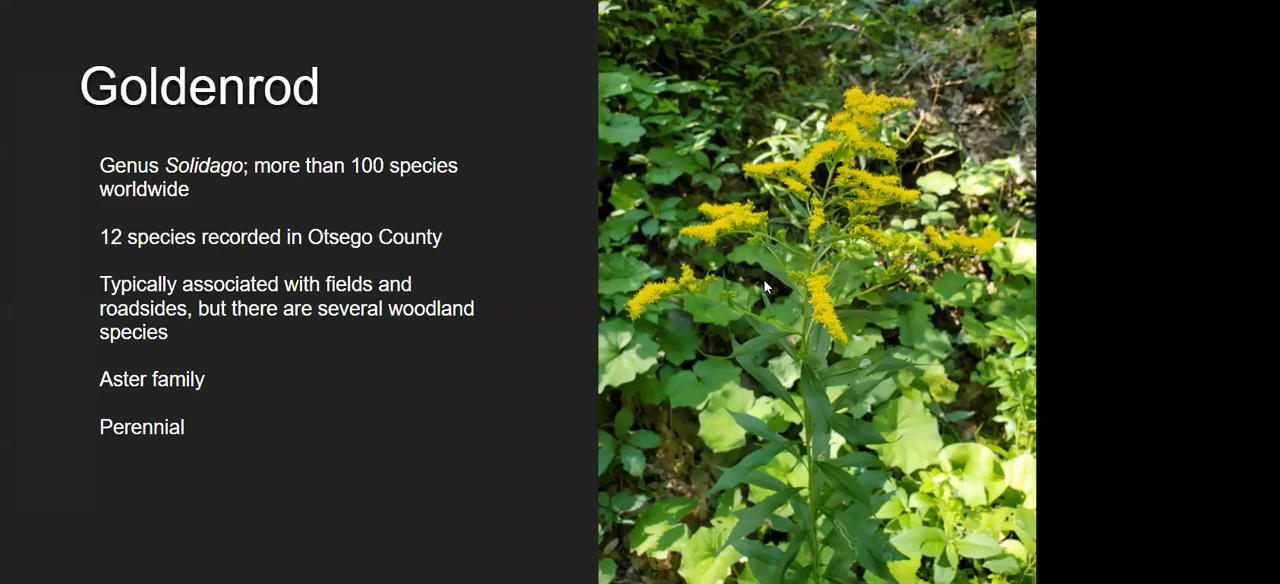 Goldenrod
Genus Solidago; more than 100 species
worldwide
12 species recorded in Otsego County
Typically associated with fields and
roadsides, but there are several woodland
species
Aster family
Perennial